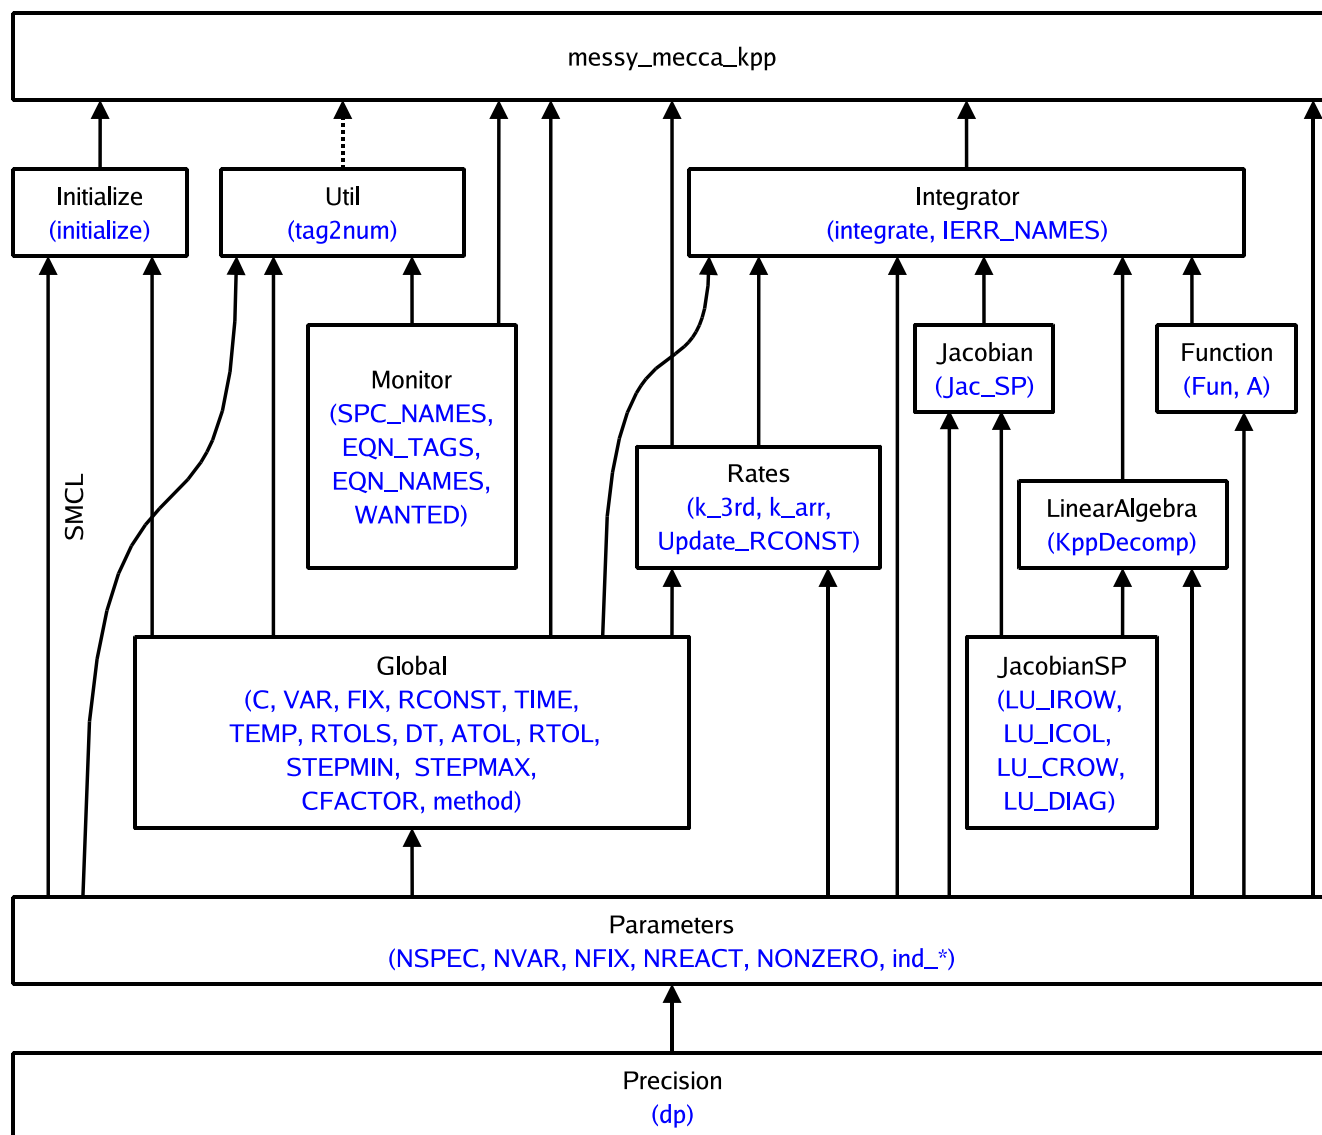 messy_mecca_kpp
Initialize
(initialize)
Util
(tag2num)
Integrator
(integrate, IERR_NAMES)
Monitor
(SPC_NAMES,
EQN_TAGS,
EQN_NAMES,
WANTED)
Jacobian
(Jac_SP)
Function
(Fun, A)
SMCL
Rates
(k_3rd, k_arr,
Update_RCONST)
LinearAlgebra
(KppDecomp)
Global
(C, VAR, FIX, RCONST, TIME,
TEMP, RTOLS, DT, ATOL, RTOL,
STEPMIN, STEPMAX,
CFACTOR, method)
JacobianSP
(LU_IROW,
LU_ICOL,
LU_CROW,
LU_DIAG)
Parameters
(NSPEC, NVAR, NFIX, NREACT, NONZERO, ind_*)
Precision
(dp)